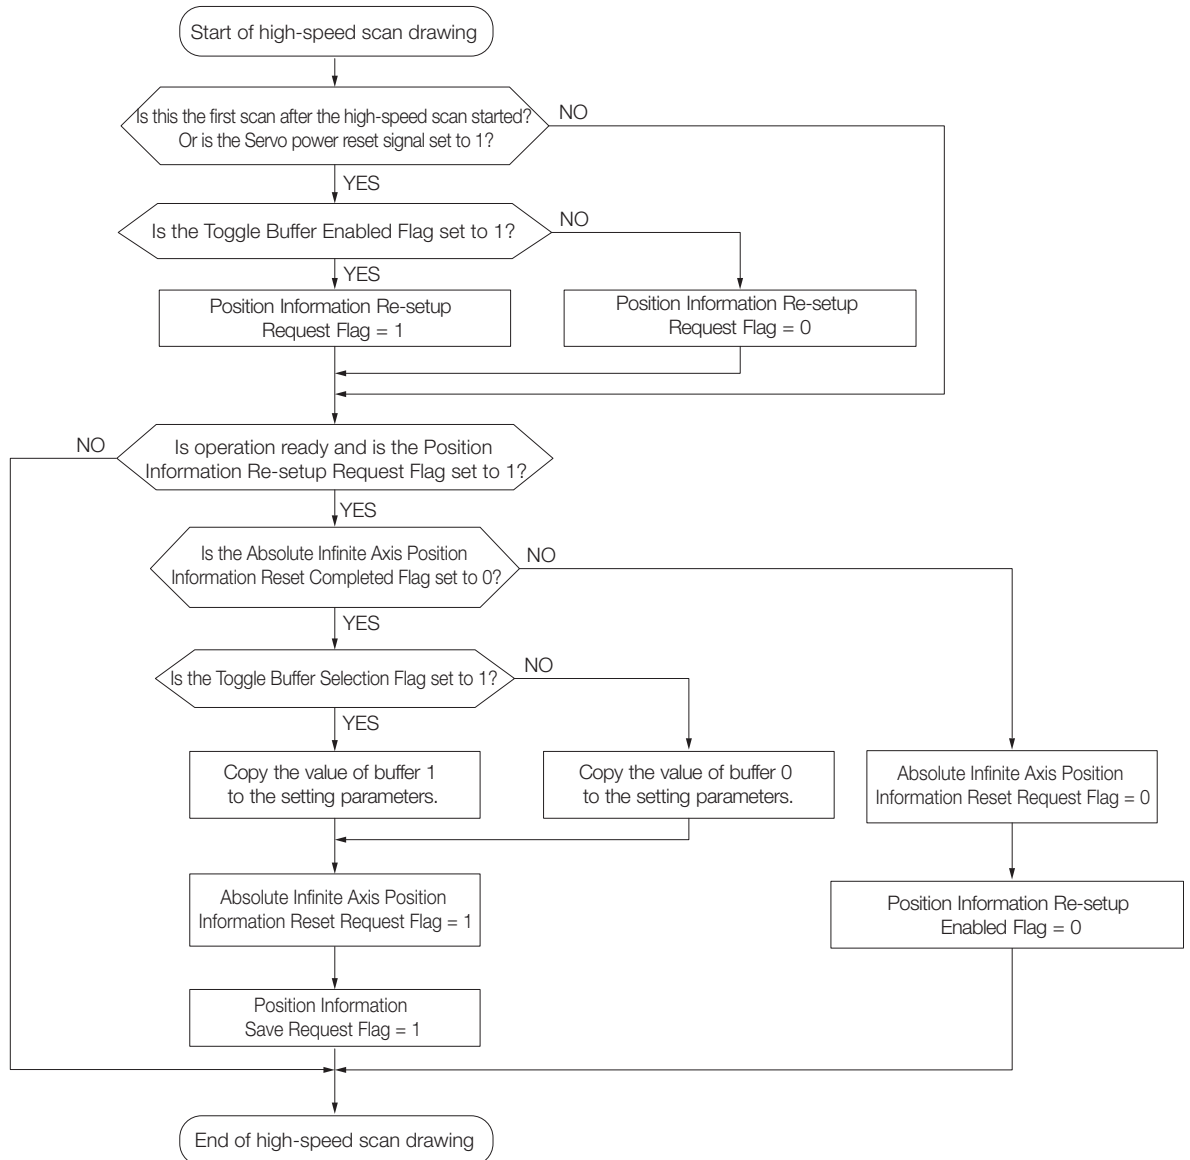 Start of high-speed scan drawing
Is this the first scan after the high-speed scan started?
Or is the Servo power reset signal set to 1?
NO
YES
Is the Toggle Buffer Enabled Flag set to 1?
NO
YES
Position Information Re-setup
Request Flag = 1
Position Information Re-setup
Request Flag = 0
NO
Is operation ready and is the Position
Information Re-setup Request Flag set to 1?
YES
Is the Absolute Infinite Axis Position
Information Reset Completed Flag set to 0?
NO
YES
Is the Toggle Buffer Selection Flag set to 1?
NO
YES
Copy the value of buffer 1
to the setting parameters.
Copy the value of buffer 0
to the setting parameters.
Absolute Infinite Axis Position
Information Reset Request Flag = 0
Absolute Infinite Axis Position
Information Reset Request Flag = 1
Position Information Re-setup
Enabled Flag = 0
Position Information
Save Request Flag = 1
End of high-speed scan drawing